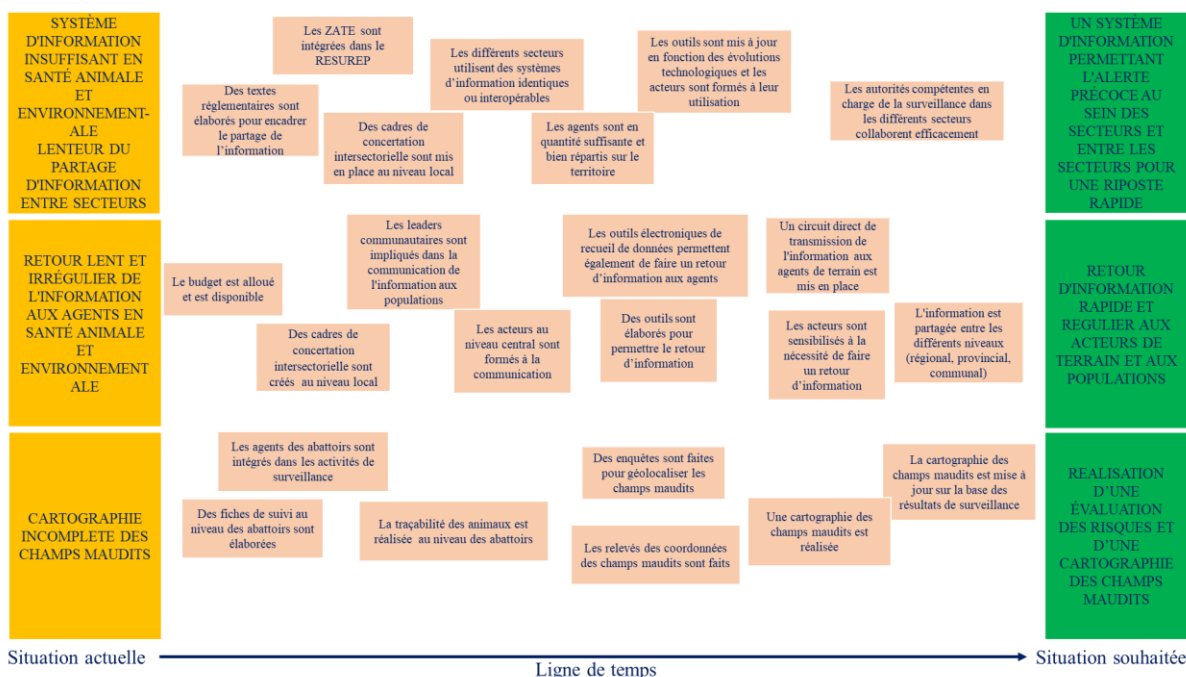 SYSTÈME
D'INFORMATION
INSUFFISANT EN
SANTÉ ANIMALE
ET
ENVIRONNEMENT-
ALE
LENTEUR DU
PARTAGE
D'INFORMATION
ENTRE SECTEURS
Des textes
réglementaires sont
élaborés pour encadrer
le partage de
l’information
Les ZATE sont
intégrées dans le
RESUREP
Des cadres de
concertation
intersectorielle sont mis
en place au niveau local
Les différents secteurs
utilisent des systèmes
d’information identiques
ou interopérables
Les agents sont en
quantité suffisante et
bien répartis sur le
territoire
Les outils sont mis à jour
en fonction des évolutions
technologiques et les
acteurs sont formés à leur
utilisation
Les autorités compétentes en
charge de la surveillance dans
les différents secteurs
collaborent efficacement
UN SYSTÈME
D'INFORMATION
PERMETTANT
L'ALERTE
PRÉCOCE AU
SEIN DES
SECTEURS ET
ENTRE LES
SECTEURS POUR
UNE RIPOSTE
RAPIDE
RETOUR LENT ET
IRRÉGULIER DE
L'INFORMATION
AUX AGENTS EN
SANTÉ ANIMALE
ET
ENVIRONNEMENT
ALE
Le budget est alloué
et est disponible
Des cadres de
concertation
intersectorielle sont
créés au niveau local
Les leaders
communautaires sont
impliqués dans la
communication de
l'information aux
populations
Les acteurs au
niveau central sont
formés à la
communication
Les outils électroniques de
recueil de données permettent
également de faire un retour
d’information aux agents
Des outils sont
élaborés pour
permettre le retour
d’information
Un circuit direct de
transmission de
l'information aux
agents de terrain est
mis en place
Les acteurs sont
sensibilisés à la
nécessité de faire
un retour
d’information
L'information est
partagée entre les
différents niveaux
(régional, provincial,
communal)
RETOUR
D'INFORMATION
RAPIDE ET
REGULIER AUX
ACTEURS DE
TERRAIN ET AUX
POPULATIONS
CARTOGRAPHIE
INCOMPLETE DES
CHAMPS MAUDITS
Les agents des abattoirs sont
intégrés dans les activités de
surveillance
Des fiches de suivi au
niveau des abattoirs sont
élaborées
La traçabilité des animaux est
réalisée au niveau des abattoirs
Des enquêtes sont faites
pour géolocaliser les
champs maudits
Les relevés des coordonnées
des champs maudits sont faits
Une cartographie des
champs maudits est
réalisée
La cartographie des
champs maudits est mise à
jour sur la base des
résultats de surveillance
REALISATION
D’UNE
ÉVALUATION
DES RISQUES ET
D’UNE
CARTOGRAPHIE
DES CHAMPS
MAUDITS
Situation actuelle
Ligne de temps
Situation souhaitée